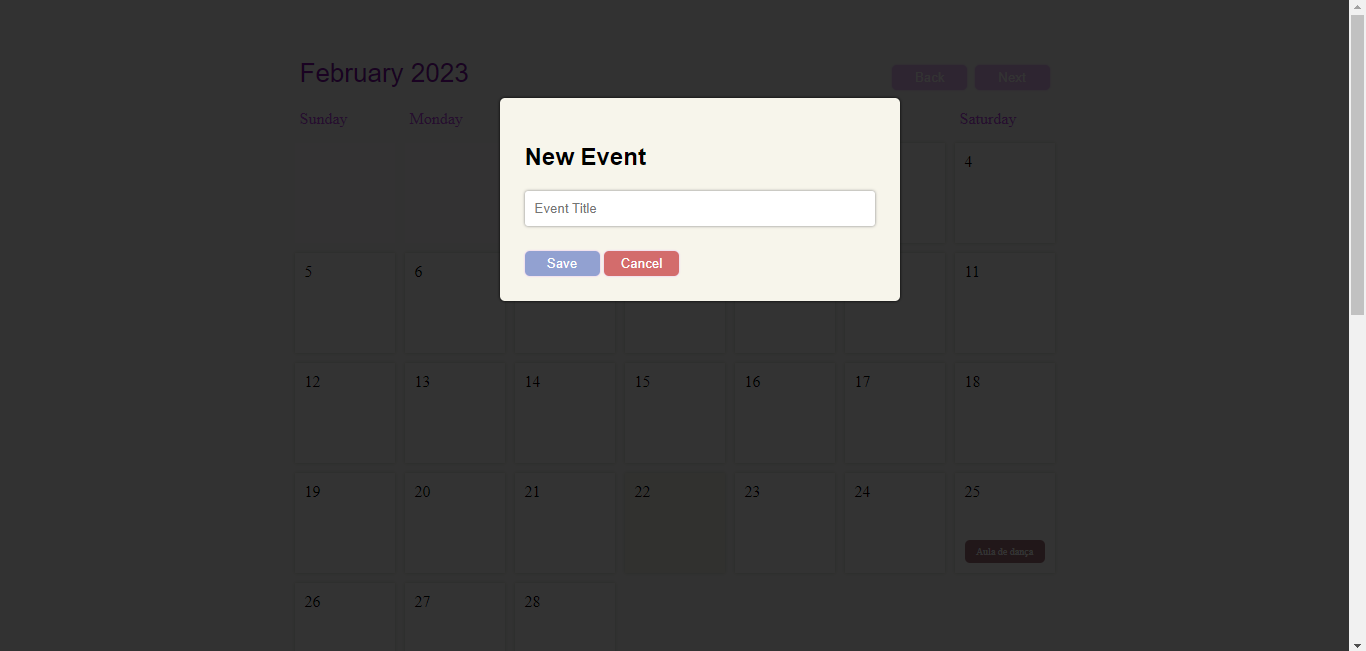 February 2023
Back Next
Sunday Monday Saturday
New Event
Event Title
Save Cancel
4
5 6 11
12 13 14 15 16 17 18
19 20 21 22 23 24 25
Aula de dança
26 27 28